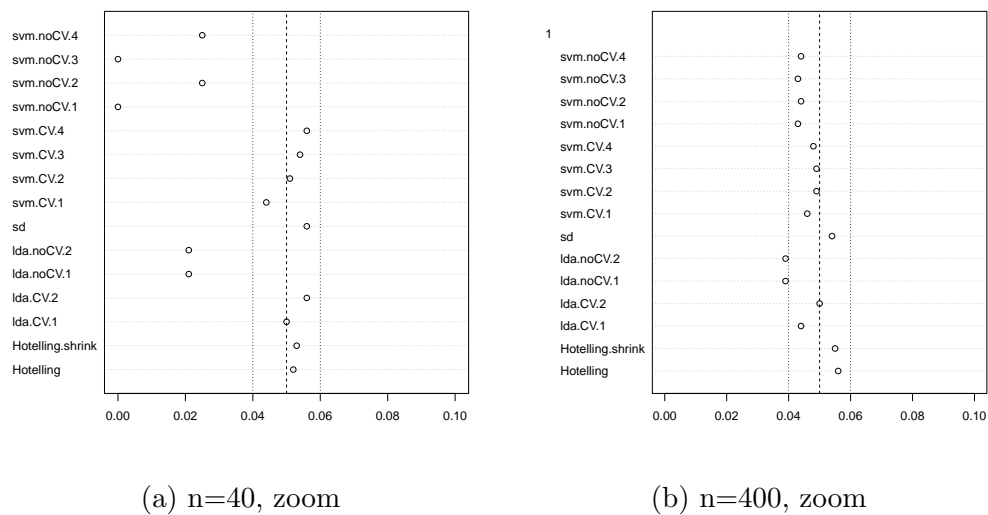 svm.noCV.4
svm.noCV.3
svm.noCV.2
svm.noCV.1
svm.CV.4
svm.CV.3
svm.CV.2
svm.CV.1
sd
lda.noCV.2
lda.noCV.1
lda.CV.2
lda.CV.1
Hotelling.shrink
Hotelling
0.00 0.02 0.04 0.06 0.08 0.10
(a) n=40, zoom
1
svm.noCV.4
svm.noCV.3
svm.noCV.2
svm.noCV.1
svm.CV.4
svm.CV.3
svm.CV.2
svm.CV.1
sd
lda.noCV.2
lda.noCV.1
lda.CV.2
lda.CV.1
Hotelling.shrink
Hotelling
0.00 0.02 0.04 0.06 0.08 0.10
(b) n=400, zoom